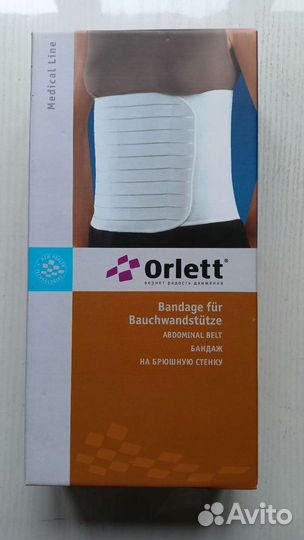 Medical Line
Orlett®
вернет радость движения
Bandage für
Bauchwandstütze
ABDOMINAL BELT
БАНДАЖ
НА БРЮШНУЮ СТЕНКУ
Avito